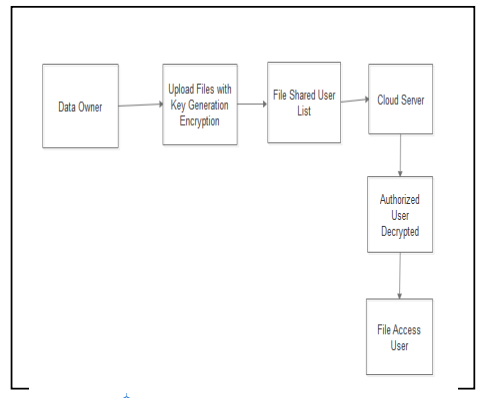 Data Owner
Upload Files with
Key Generation
Encryption
File Shared User
List
Cloud Server
Authorized
User
Decrypted
File Access
User